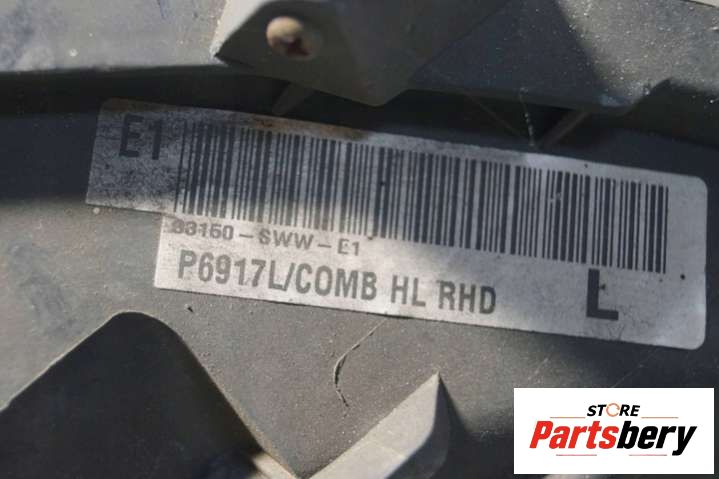 E1
33150-SWW-E1
P6917L/COMB HL RHD
L
STORE
Partsbery